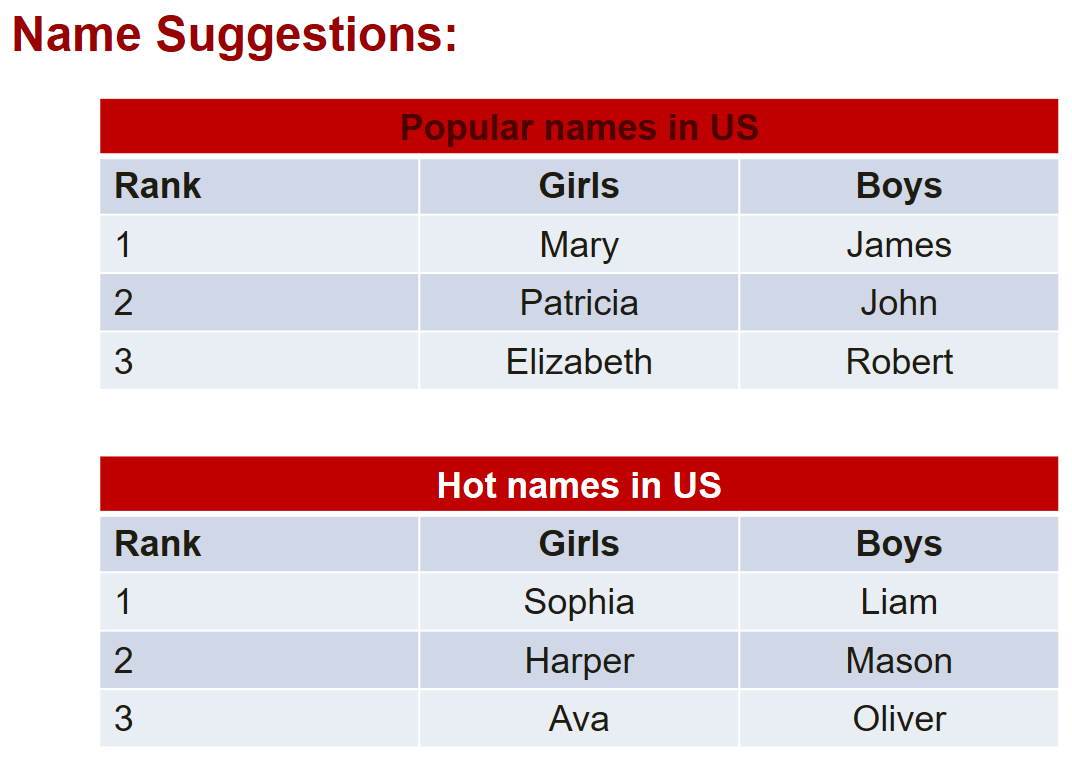 Name Suggestions:
Popular names in US
Rank Girls Boys
1 Mary James
2 Patricia John
3 Elizabeth Robert
Hot names in US
Rank Girls Boys
1 Sophia Liam
2 Harper Mason
3 Ava Oliver